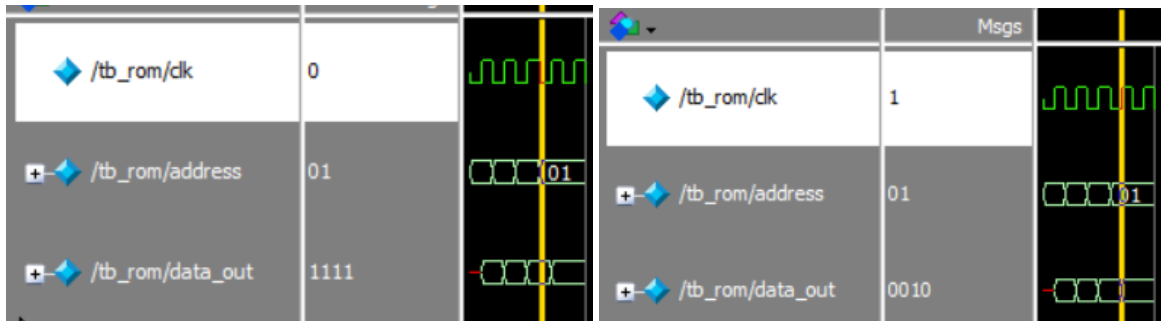 /tb_rom/clk 0
/tb_rom/address 01 01
/tb_rom/data_out 1111
Msgs
/tb_rom/clk 1
/tb_rom/address 01 01
/tb_rom/data_out 0010